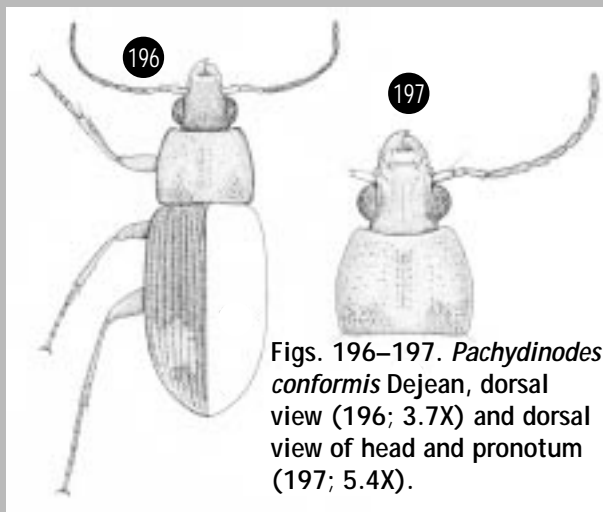 196
197
Figs. 196–197. Pachydinodes
conformis Dejean, dorsal
view (196; 3.7X) and dorsal
view of head and pronotum
(197; 5.4X).